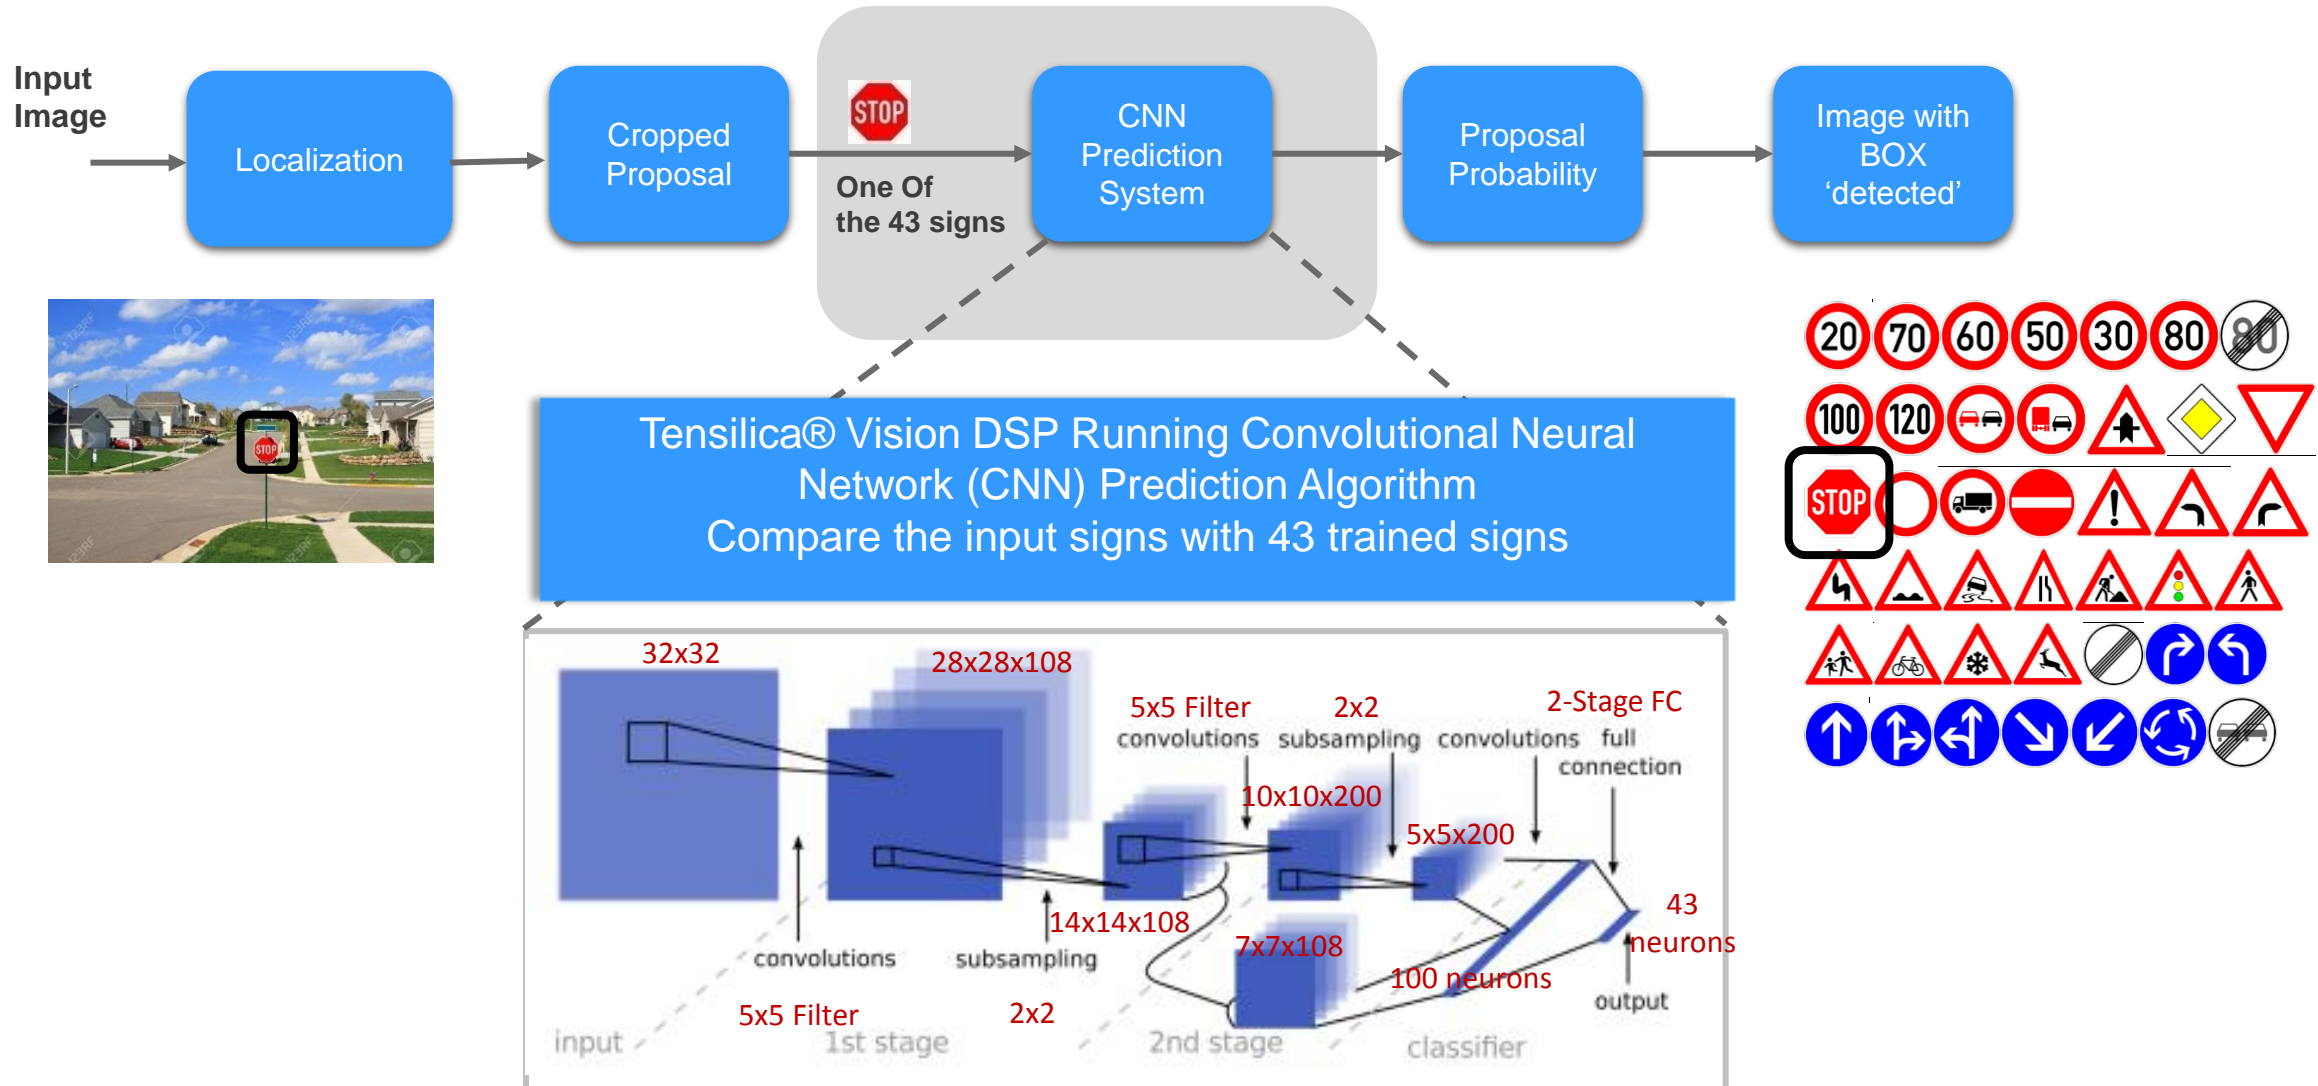 Input
Image
Localization
Cropped
Proposal
STOP
One Of
the 43 signs
CNN
Prediction
System
Proposal
Probability
Image with
BOX
‘detected’
STOP
Tensilica® Vision DSP Running Convolutional Neural
Network (CNN) Prediction Algorithm
Compare the input signs with 43 trained signs
20 70 60 50 30 80 80
100 120
STOP
32x32
28x28x108
5x5 Filter
convolutions
2x2
subsampling
convolutions
2-Stage FC
full
connection
10x10x200
5x5x200
14x14x108
7x7x108
100 neurons
43
neurons
convolutions
subsampling
5x5 Filter
2x2
output
input
1st stage
2nd stage
classifier